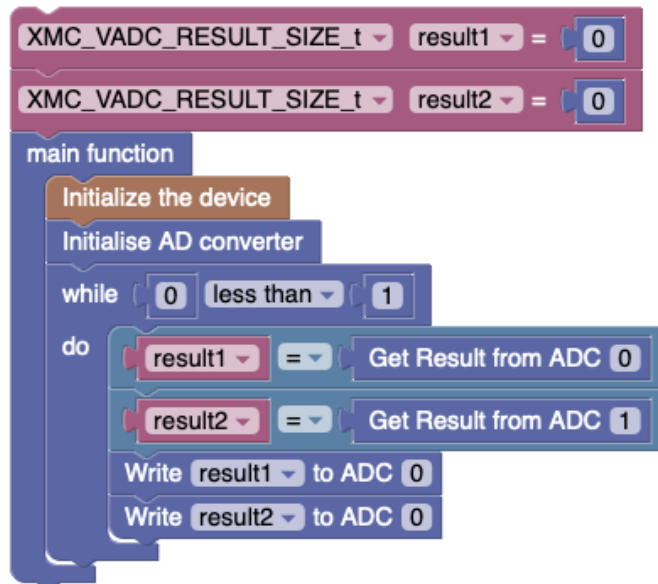 XMC_VADC_RESULT_SIZE_t result1 = 0
XMC_VADC_RESULT_SIZE_t result2 = 0
main function
Initialize the device
Initialise AD converter
while 0 less than 1
do result1 = Get Result from ADC 0
result2 = Get Result from ADC 1
Write result1 to ADC 0
Write result2 to ADC 0